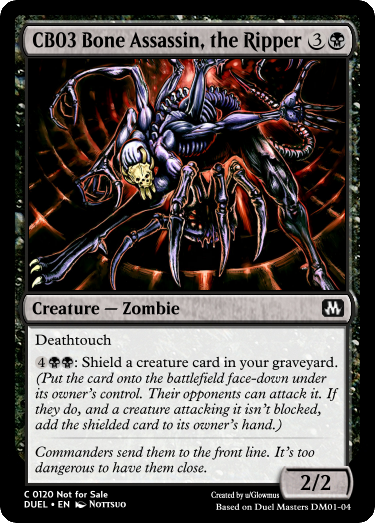 CB03 Bone Assassin, the Ripper 3
Creature — Zombie
Deathtouch
4: Shield a creature card in your graveyard.
(Put the card onto the battlefield face-down under
its owner's control. Their opponents can attack it. If
they do, and a creature attacking it isn't blocked,
add the shielded card to its owner's hand.)
Commanders send them to the front line. It's too
dangerous to have them close.
2/2
C 0120 Not for Sale
DUEL • EN Nottsuo
Created by u/Glowmus
Based on Duel Masters DM01-04